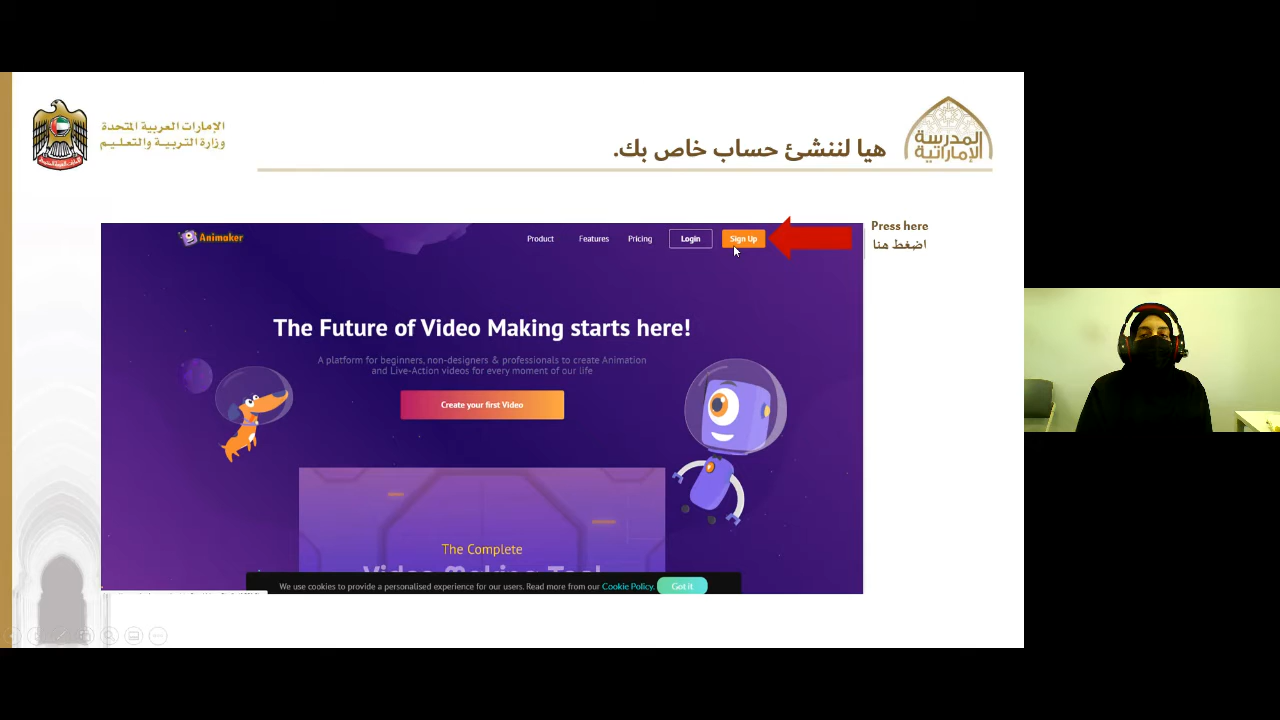 الإمارات العربية المتحدة
وزارة التربية والتعليم
المدرسة
الإماراتية
هيا لننشئ حساب خاص بك.
Animaker
Product
Features
Pricing
Login
Sign Up
Press here
اضغط هنا
The Future of Video Making starts here!
A platform for beginners, non-designers & professionals to create Animation
and Live-Action videos for every moment of our life
Create your first Video
The Complete
Video Making Tool
We use cookies to provide a personalised experience for our users. Read more from our Cookie Policy.
Got it